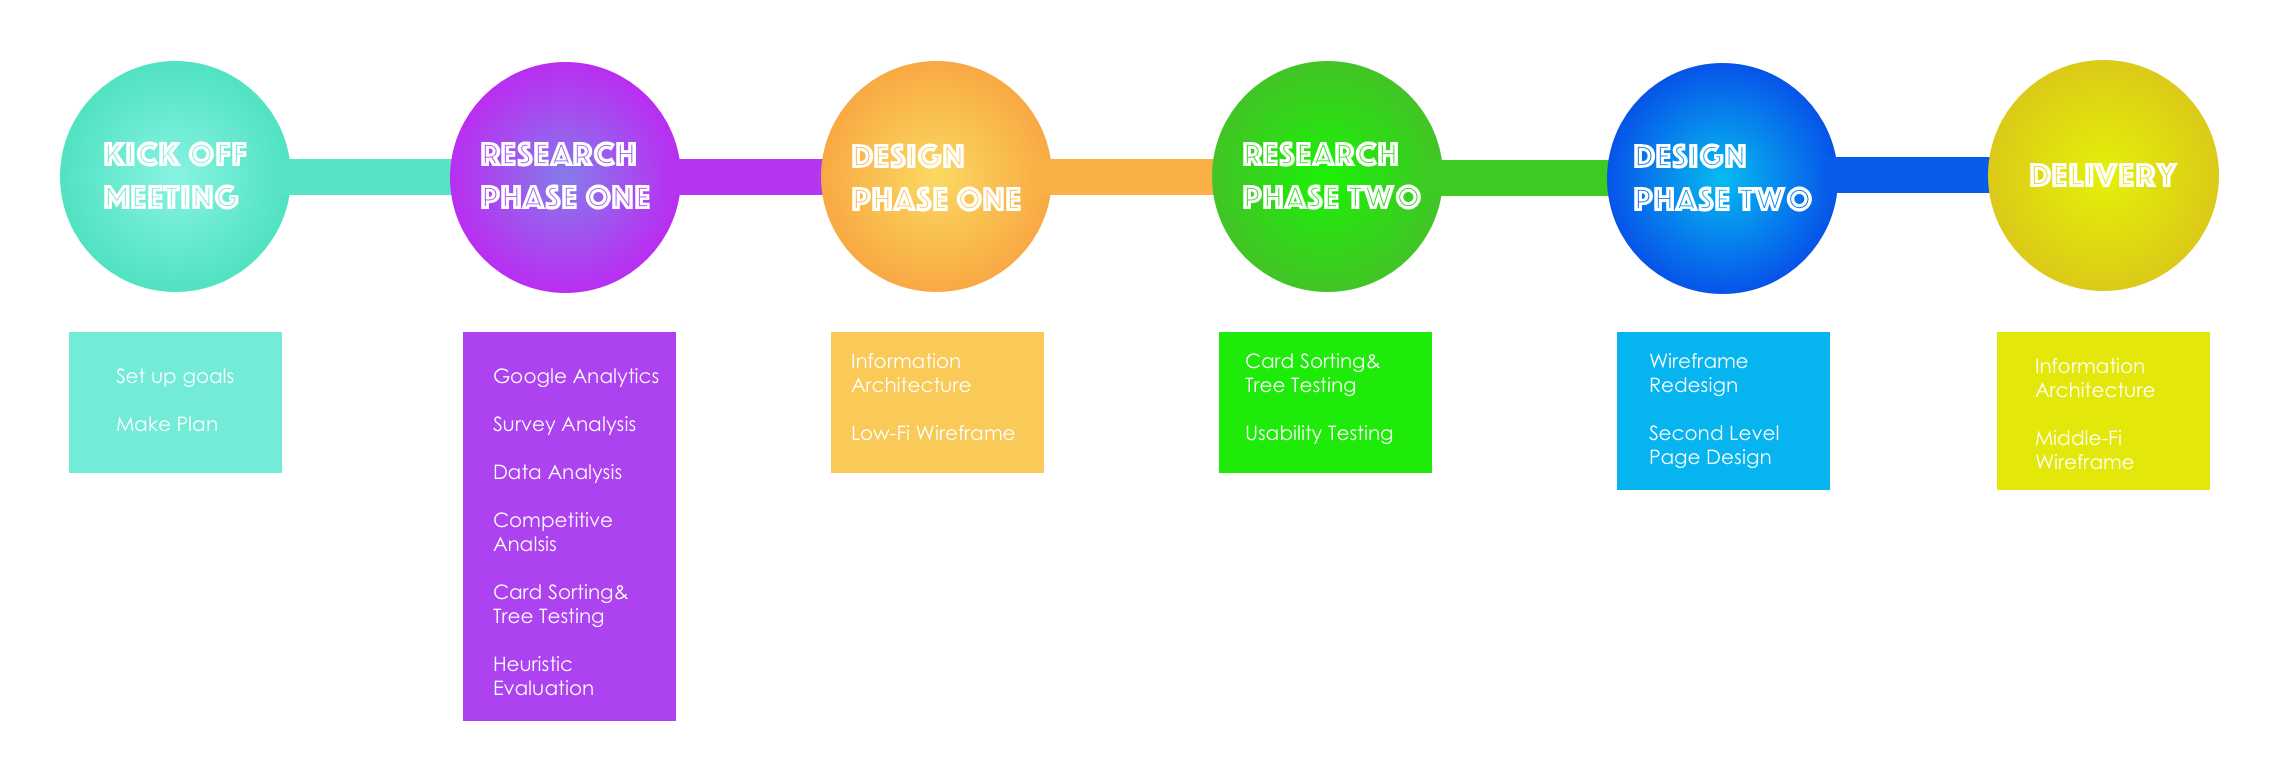 KICK OFF
MEETING
RESEARCH
PHASE ONE
DESIGN
PHASE ONE
RESEARCH
PHASE TWO
DESIGN
PHASE TWO
DELIVERY
Set up goals
Make Plan
Google Analytics
Survey Analysis
Data Analysis
Competitive
Analsis
Card Sorting&
Tree Testing
Heuristic
Evaluation
Information
Architecture
Low-Fi Wireframe
Card Sorting&
Tree Testing
Usability Testing
Wireframe
Redesign
Second Level
Page Design
Information
Architecture
Middle-Fi
Wireframe